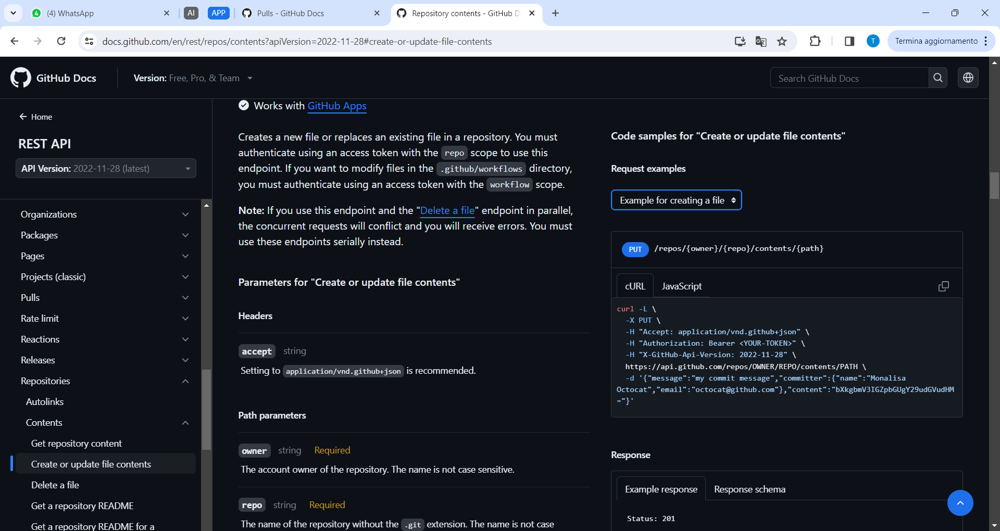 4
(4) WhatsApp
AI
APP
Pulls - GitHub Docs
Repository contents - GitHub D
docs.github.com/en/rest/repos/contents?apiVersion=2022-11-28#create-or-update-file-contents
T
Termina aggiornamento
GitHub Docs
Version: Free, Pro, & Team
Search GitHub Docs
Home
REST API
API Version: 2022-11-28 (latest)
Organizations
Packages
Pages
Projects (classic)
Pulls
Rate limit
Reactions
Releases
Repositories
Autolinks
Contents
Get repository content
Create or update file contents
Delete a file
Get a repository README
Get a repository README for a
Works with GitHub Apps
Creates a new file or replaces an existing file in a repository. You must
authenticate using an access token with the repo scope to use this
endpoint. If you want to modify files in the .github/workflows directory,
you must authenticate using an access token with the workflow scope.
Note: If you use this endpoint and the "Delete a file" endpoint in parallel,
the concurrent requests will conflict and you will receive errors. You must
use these endpoints serially instead.
Parameters for "Create or update file contents"
Headers
accept string
Setting to application/vnd.github+json is recommended.
Path parameters
owner string Required
The account owner of the repository. The name is not case sensitive.
repo string Required
The name of the repository without the .git extension. The name is not case
Code samples for "Create or update file contents"
Request examples
Example for creating a file
PUT /repos/{owner}/{repo}/contents/{path}
cURL
JavaScript
curl -L \
-X PUT \
-H "Accept: application/vnd.github+json" \
-H "Authorization: Bearer <YOUR-TOKEN>" \
-H "X-GitHub-Api-Version: 2022-11-28" \
https://api.github.com/repos/OWNER/REPO/contents/PATH \
-d '{"message":"my commit message","committer":{"name":"Monalisa
Octocat","email":"octocat@github.com"},"content":"bXkgbmV3IGZpbGUgY29udGVudHM
="}'
Response
Example response
Response schema
Status: 201